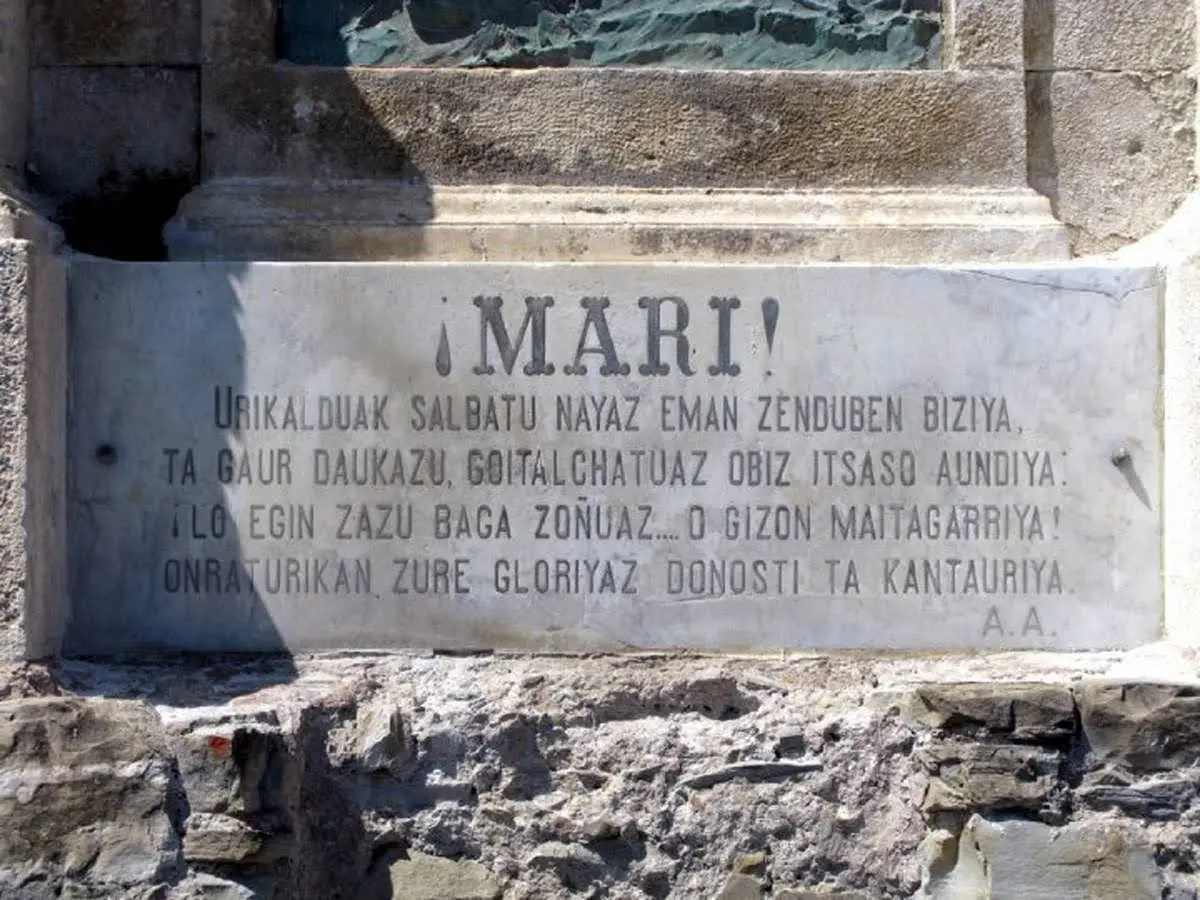 ¡MARI!
URIKALDUAK SALBATU NAYAZ EMAN ZENDUBEN BIZIYA,
TA GAUR DAUKAZU, GOITALCHATUAZ OBIZ ITSASO AUNDIYA:
¡LO EGIN ZAZU BAGA ZOÑUAZ.... O GIZON MAITAGARRIYA!
ONRATURIKAN ZURE GLORIYAZ DONOSTI TA KANTAURIYA.
A.A.